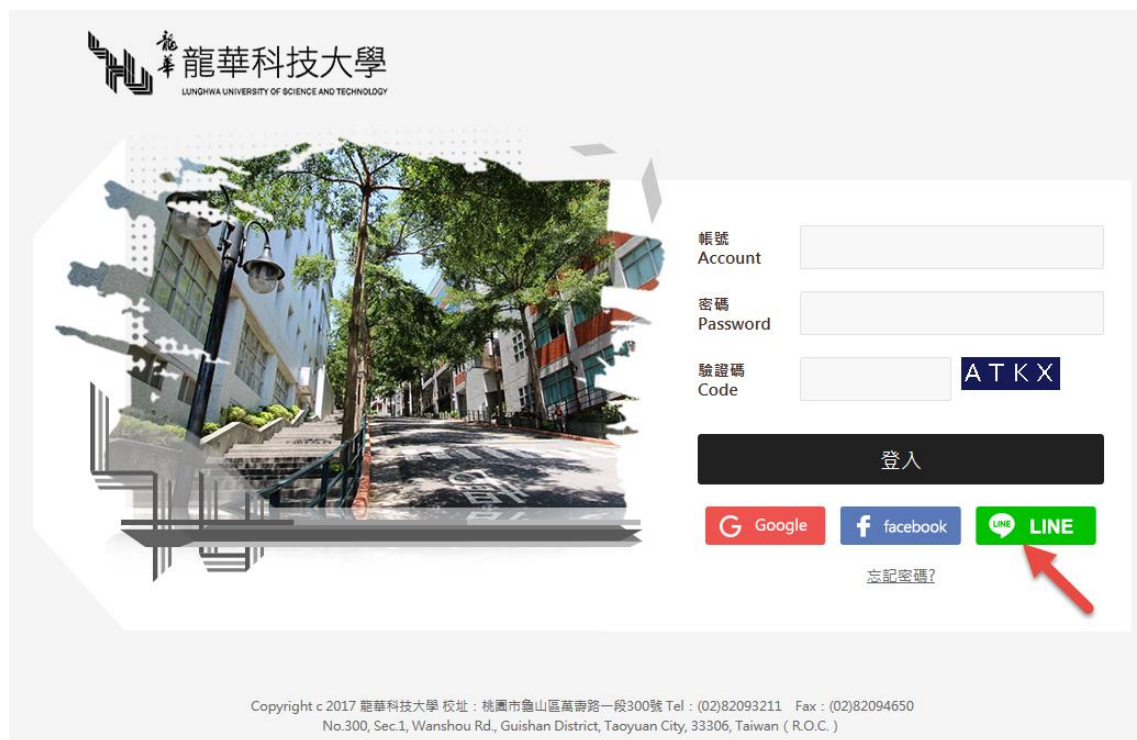 龍華
龍華科技大學
LUNGHWA UNIVERSITY OF SCIENCE AND TECHNOLOGY
帳號
Account
密碼
Password
驗證碼
Code
ATKX
登入
G Google
f facebook
LINE LINE
忘記密碼?
Copyright c 2017 龍華科技大學 校址：桃園市龜山區萬壽路一段300號 Tel：(02)82093211 Fax：(02)82094650
No.300, Sec.1, Wanshou Rd., Guishan District, Taoyuan City, 33306, Taiwan ( R.O.C. )